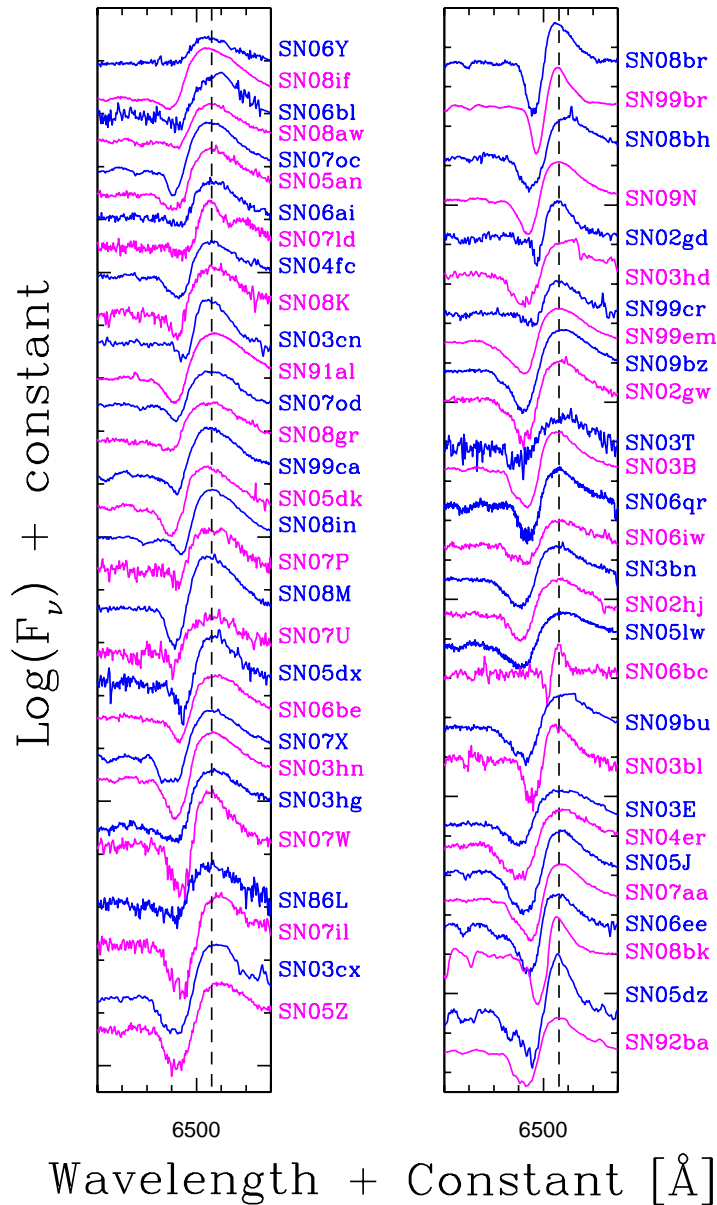 SN06Y
SN08if
SN06bl
SN08aw
SN07oc
SN05an
SN06ai
SN07ld
SN04fc
SN08K
SN03cn
SN91al
SN07od
SN08gr
SN99ca
SN05dk
SN08in
SN07P
SN08M
SN07U
SN05dx
SN06be
SN07X
SN03hn
SN03hg
SN07W
SN86L
SN07il
SN03cx
SN05Z
SN08br
SN99br
SN08bh
SN09N
SN02gd
SN03hd
SN99cr
SN99em
SN09bz
SN02gw
SN03T
SN03B
SN06qr
SN06iw
SN3bn
SN02hj
SN05lw
SN06bc
SN09bu
SN03bl
SN03E
SN04er
SN05J
SN07aa
SN06ee
SN08bk
SN05dz
SN92ba
Log(Fν) + constant
6500
6500
Wavelength + Constant [Å]